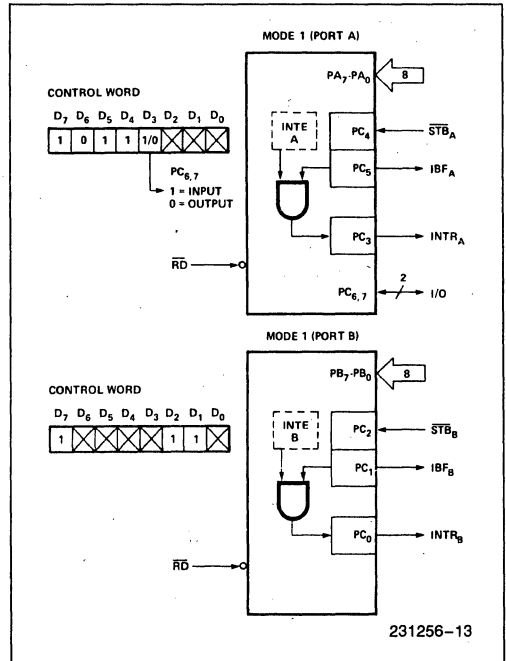 MODE 1 (PORT A)
PA7-PA0
8
CONTROL WORD
D7 D6 D5 D4 D3 D2 D1 D0
1 0 1 1 1/0
PC6,7
1 = INPUT
0 = OUTPUT
INTE
A
PC4
STBA
PC5
IBFA
PC3
INTRA
RD
PC6,7
2
I/O
MODE 1 (PORT B)
PB7-PB0
8
CONTROL WORD
D7 D6 D5 D4 D3 D2 D1 D0
1 1 1
INTE
B
PC2
STBB
PC1
IBFB
PC0
INTRB
RD
231256–13